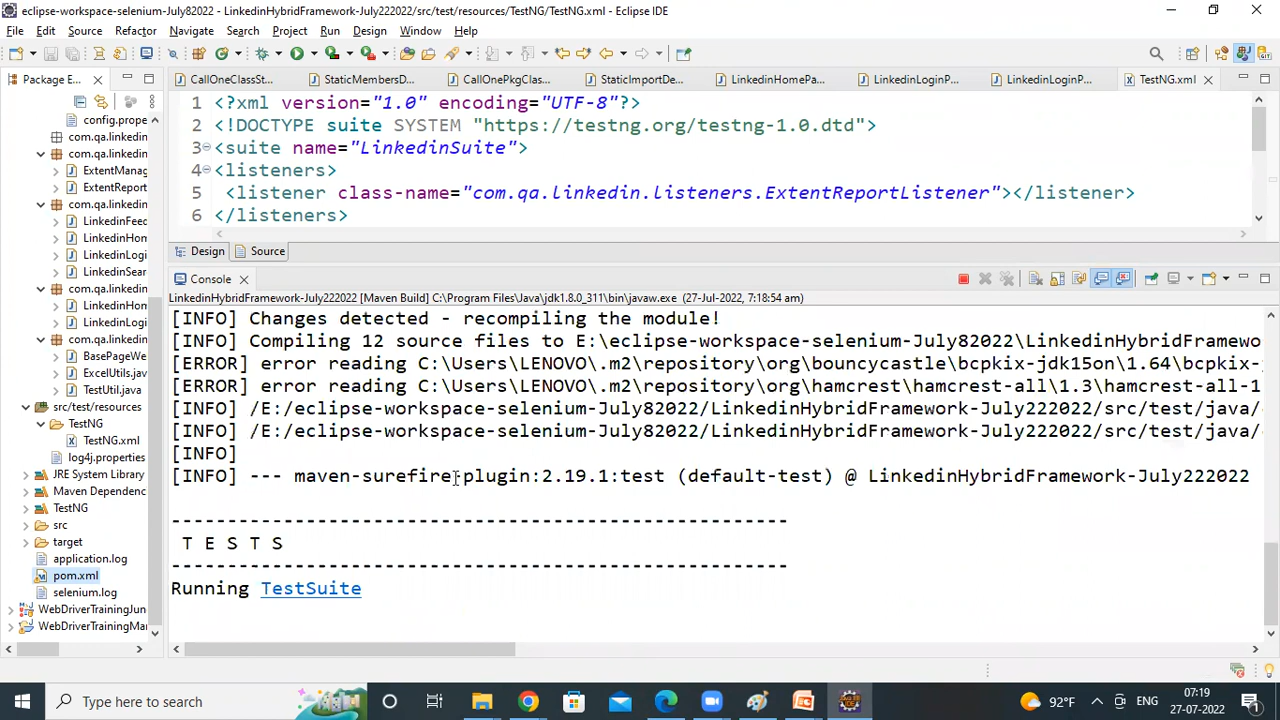 eclipse-workspace-selenium-July82022 - LinkedinHybridFramework-July222022/src/test/resources/TestNG/TestNG.xml - Eclipse IDE
File Edit Source Refactor Navigate Search Project Run Design Window Help
Package E...
CallOneClassSt...
StaticMembersD...
CallOnePkgClas...
StaticImportDe...
LinkedinHomePa...
LinkedinLoginP...
LinkedinLoginP...
TestNG.xml
config.prope
com.qa.linkedin
com.qa.linkedin
ExtentManag
ExtentReport
com.qa.linkedin
LinkedinFeec
LinkedinHom
LinkedinLogi
LinkedinSear
com.qa.linkedin
LinkedinHom
LinkedinLogi
com.qa.linkedin
BasePageWe
ExcelUtils.jav
TestUtil.java
src/test/resources
TestNG
TestNG.xml
log4j.properties
JRE System Library
Maven Dependenc
TestNG
src
target
application.log
pom.xml
selenium.log
WebDriverTrainingJun
WebDriverTrainingMar
1 <?xml version="1.0" encoding="UTF-8"?>
2 <!DOCTYPE suite SYSTEM "https://testng.org/testng-1.0.dtd">
3 <suite name="LinkedinSuite">
4 <listeners>
5 <listener class-name="com.qa.linkedin.listeners.ExtentReportListener"></listener>
6 </listeners>
Design Source
Console
LinkedinHybridFramework-July222022 [Maven Build] C:\Program Files\Java\jdk1.8.0_311\bin\javaw.exe (27-Jul-2022, 7:18:54 am)
[INFO] Changes detected - recompiling the module!
[INFO] Compiling 12 source files to E:\eclipse-workspace-selenium-July82022\LinkedinHybridFramewo
[ERROR] error reading C:\Users\LENOVO\.m2\repository\org\bouncycastle\bcpkix-jdk15on\1.64\bcpkix-
[ERROR] error reading C:\Users\LENOVO\.m2\repository\org\hamcrest\hamcrest-all\1.3\hamcrest-all-1
[INFO] /E:/eclipse-workspace-selenium-July82022/LinkedinHybridFramework-July222022/src/test/java/
[INFO] /E:/eclipse-workspace-selenium-July82022/LinkedinHybridFramework-July222022/src/test/java/
[INFO]
[INFO] --- maven-surefire-plugin:2.19.1:test (default-test) @ LinkedinHybridFramework-July222022
-------------------------------------------------------
T E S T S
-------------------------------------------------------
Running TestSuite
Type here to search
92°F
ENG
07:19
27-07-2022